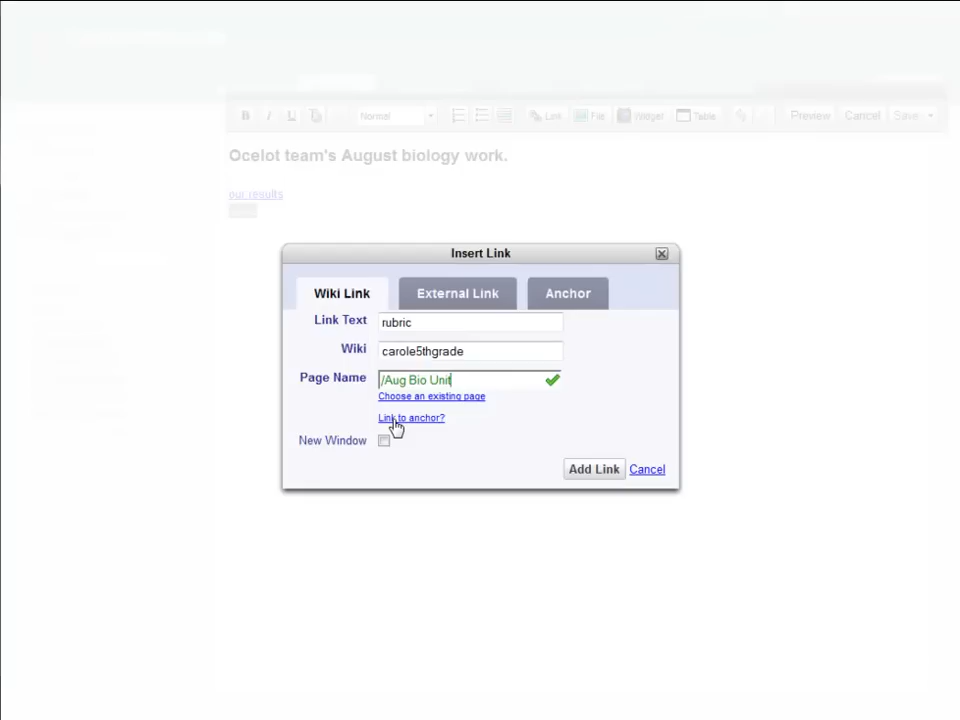 B I U Normal Link File Widget Table Preview Cancel Save
Ocelot team's August biology work.
our results
Insert Link
Wiki Link External Link Anchor
Link Text rubric
Wiki carole5thgrade
Page Name /Aug Bio Unit
Choose an existing page
Link to anchor?
New Window
Add Link Cancel